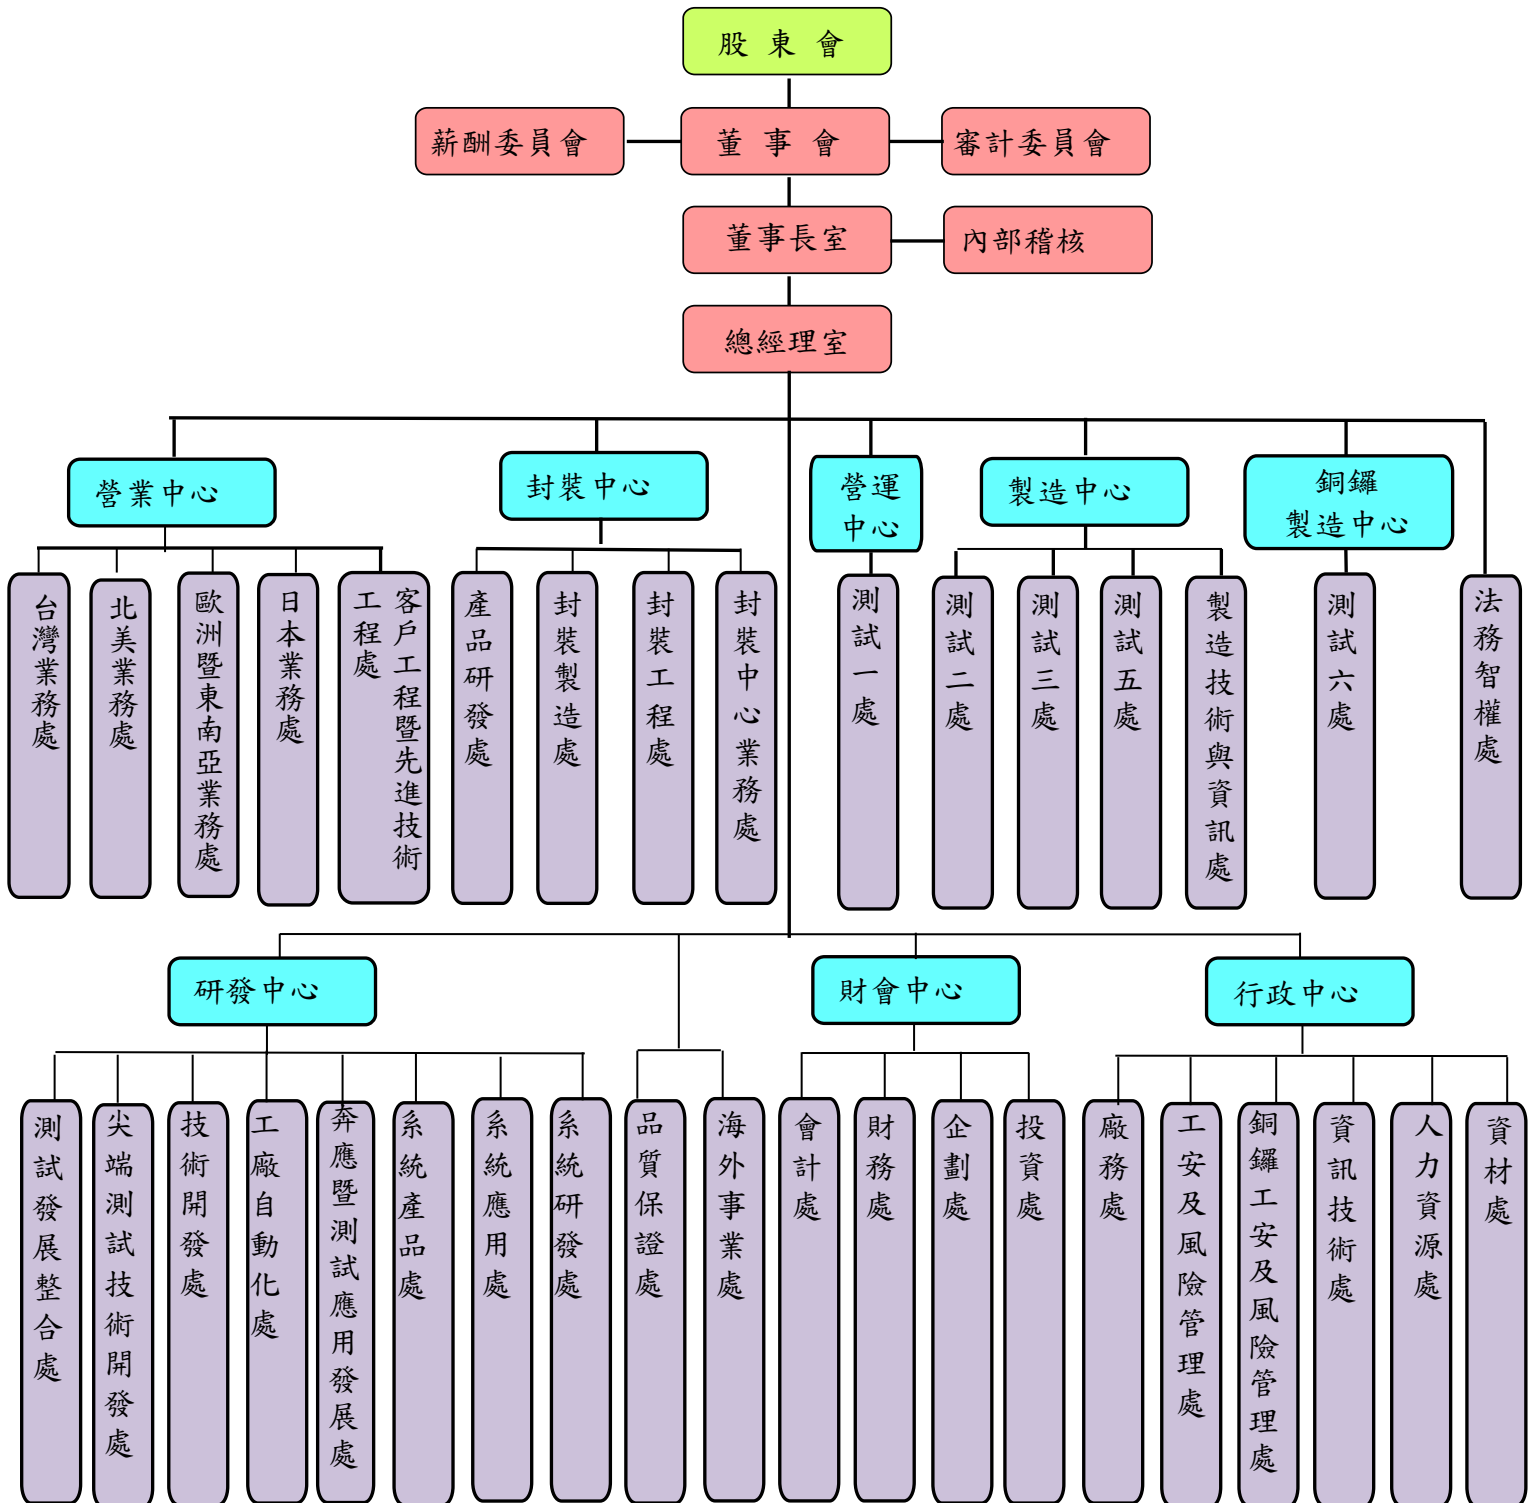 股東會
薪酬委員會
董事會
審計委員會
董事長室
內部稽核
總經理室
營業中心
封裝中心
營運
中心
製造中心
銅鑼
製造中心
台灣業務處
北美業務處
歐洲暨東南亞業務處
日本業務處
客戶工程暨先進技術
工程處
產品研發處
封裝製造處
封裝工程處
封裝中心業務處
測試一處
測試二處
測試三處
測試五處
製造技術與資訊處
測試六處
法務智權處
研發中心
財會中心
行政中心
測試發展整合處
尖端測試技術開發處
技術開發處
工廠自動化處
奔應暨測試應用發展處
系統產品處
系統應用處
系統研發處
品質保證處
海外事業處
會計處
財務處
企劃處
投資處
廠務處
工安及風險管理處
銅鑼工安及風險管理處
資訊技術處
人力資源處
資材處